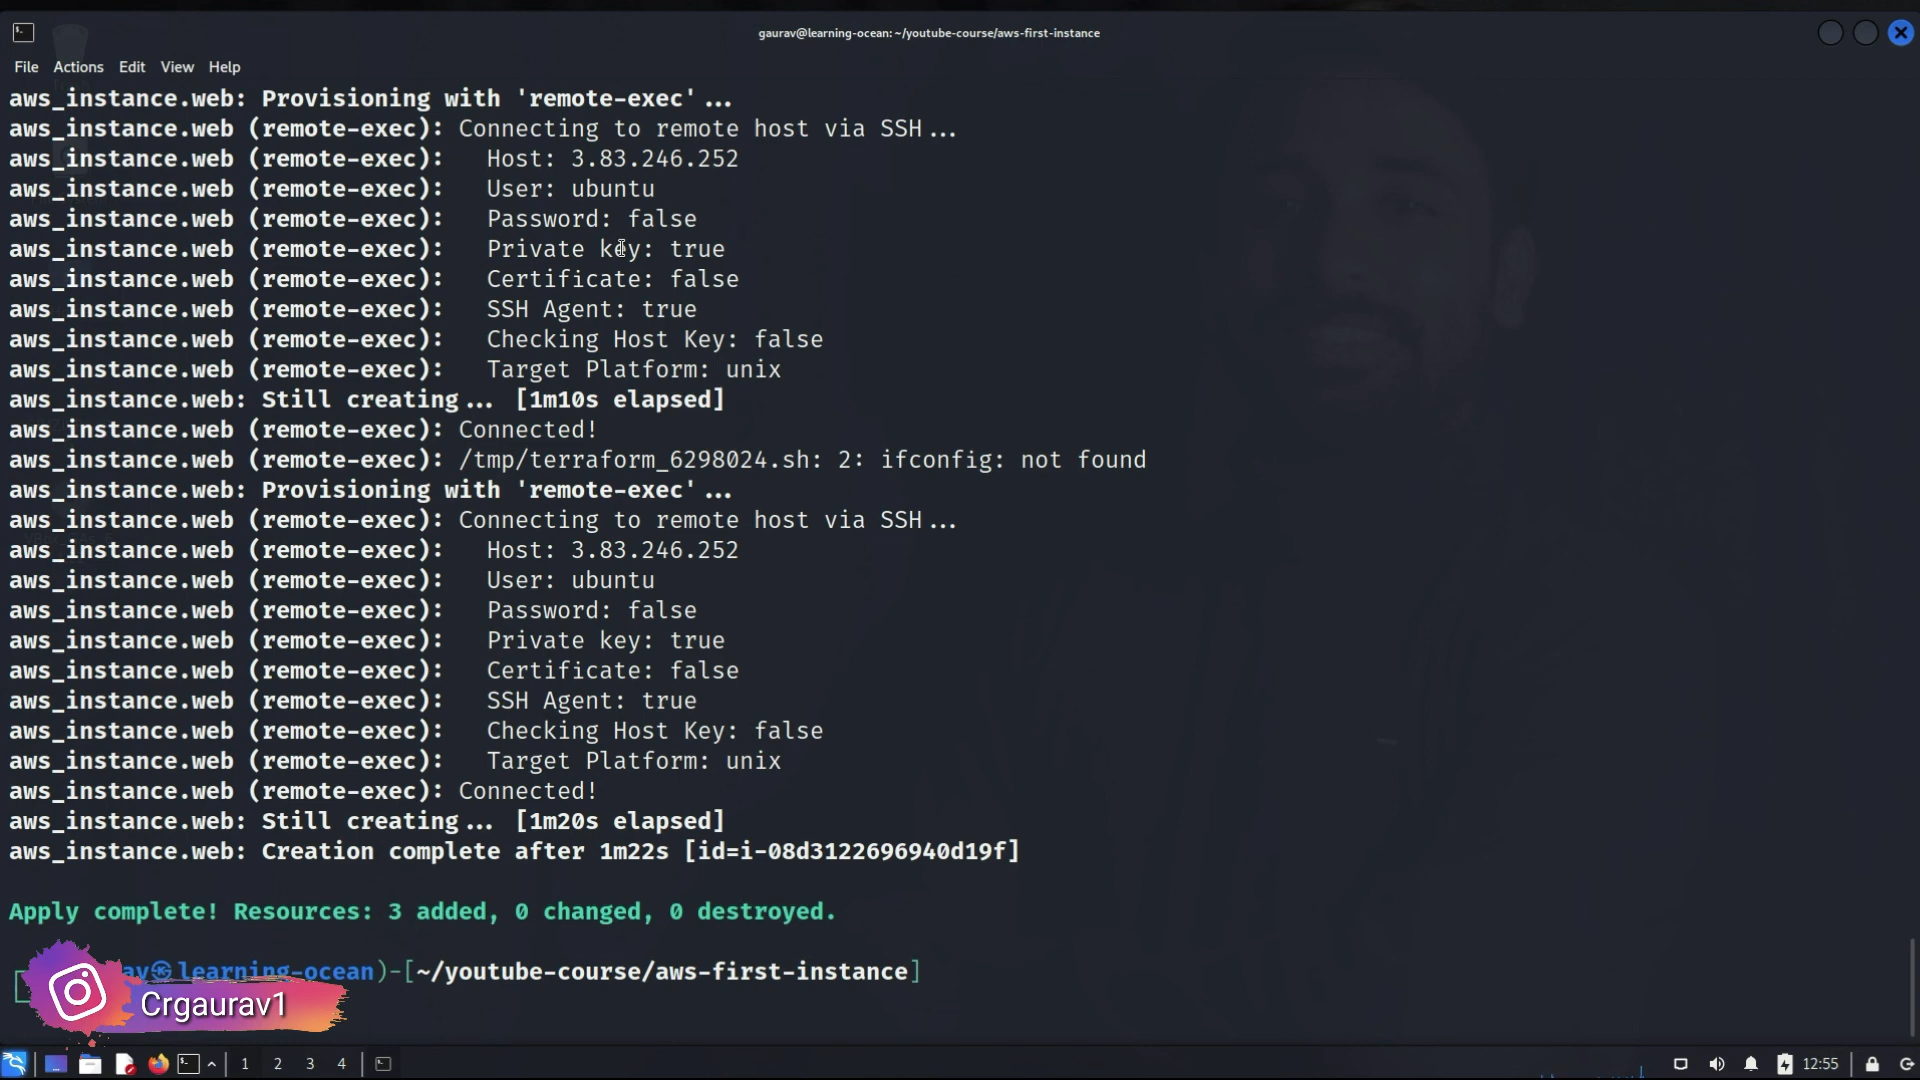 gaurav@learning-ocean: ~/youtube-course/aws-first-instance
File Actions Edit View Help
aws_instance.web: Provisioning with 'remote-exec'...
aws_instance.web (remote-exec): Connecting to remote host via SSH...
aws_instance.web (remote-exec):   Host: 3.83.246.252
aws_instance.web (remote-exec):   User: ubuntu
aws_instance.web (remote-exec):   Password: false
aws_instance.web (remote-exec):   Private key: true
aws_instance.web (remote-exec):   Certificate: false
aws_instance.web (remote-exec):   SSH Agent: true
aws_instance.web (remote-exec):   Checking Host Key: false
aws_instance.web (remote-exec):   Target Platform: unix
aws_instance.web: Still creating... [1m10s elapsed]
aws_instance.web (remote-exec): Connected!
aws_instance.web (remote-exec): /tmp/terraform_6298024.sh: 2: ifconfig: not found
aws_instance.web: Provisioning with 'remote-exec'...
aws_instance.web (remote-exec): Connecting to remote host via SSH...
aws_instance.web (remote-exec):   Host: 3.83.246.252
aws_instance.web (remote-exec):   User: ubuntu
aws_instance.web (remote-exec):   Password: false
aws_instance.web (remote-exec):   Private key: true
aws_instance.web (remote-exec):   Certificate: false
aws_instance.web (remote-exec):   SSH Agent: true
aws_instance.web (remote-exec):   Checking Host Key: false
aws_instance.web (remote-exec):   Target Platform: unix
aws_instance.web (remote-exec): Connected!
aws_instance.web: Still creating... [1m20s elapsed]
aws_instance.web: Creation complete after 1m22s [id=i-08d3122696940d19f]
Apply complete! Resources: 3 added, 0 changed, 0 destroyed.
av㉿learning-ocean)-[~/youtube-course/aws-first-instance]
Crgaurav1
1 2 3 4 12:55